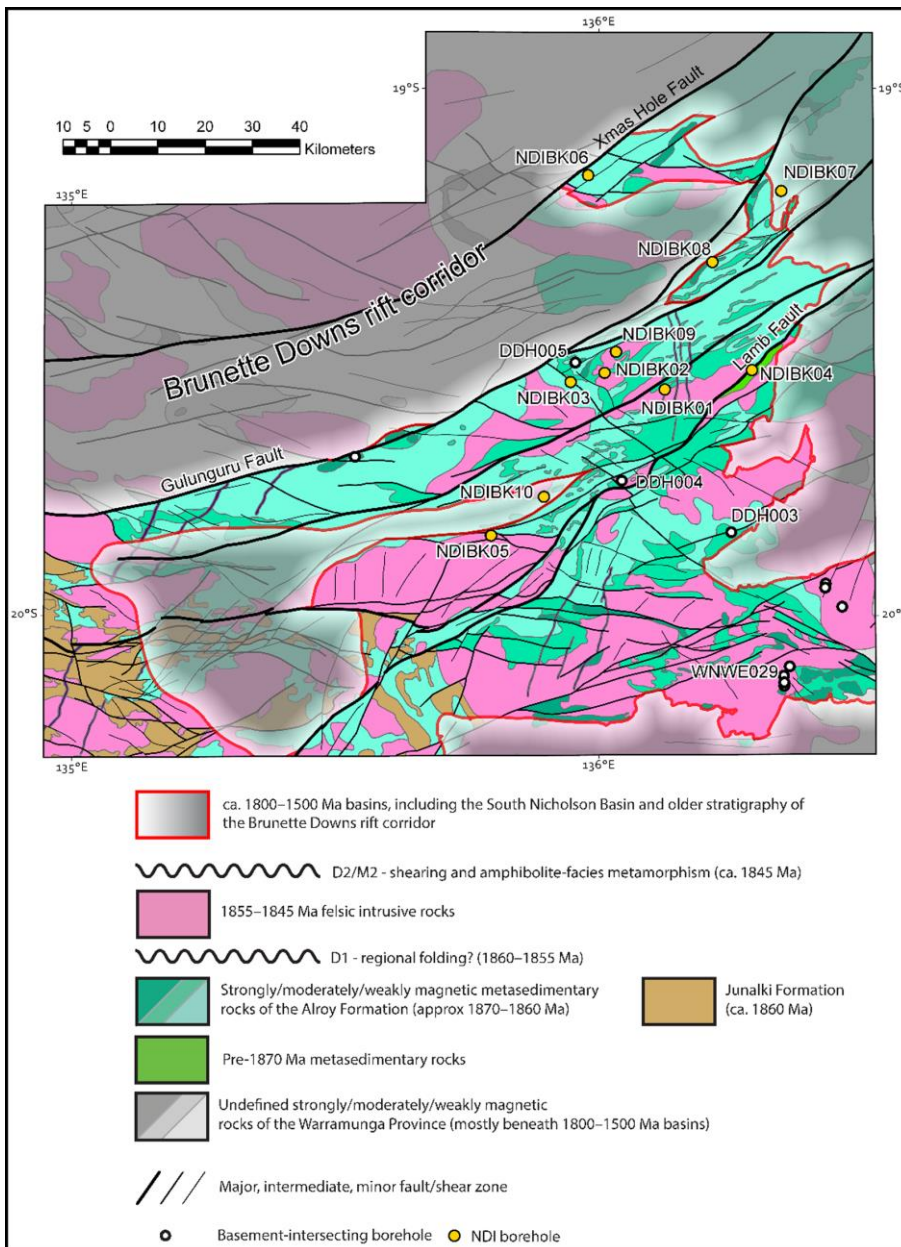 136°E
19°S
19°S
10 5 0 10 20 30 40
Kilometers
Xmas Hole Fault
NDIBK06
NDIBK07
135°E
NDIBK08
Brunette Downs rift corridor
Lamb Fault
NDIBK09
DDH005
NDIBK02
NDIBK04
NDIBK03
NDIBK01
Gulunguru Fault
DDH004
NDIBK10
DDH003
NDIBK05
20°S
20°S
WNWE029
135°E
136°E
ca. 1800–1500 Ma basins, including the South Nicholson Basin and older stratigraphy of
the Brunette Downs rift corridor
D2/M2 - shearing and amphibolite-facies metamorphism (ca. 1845 Ma)
1855–1845 Ma felsic intrusive rocks
D1 - regional folding? (1860–1855 Ma)
Strongly/moderately/weakly magnetic metasedimentary
rocks of the Alroy Formation (approx 1870–1860 Ma)
Junalki Formation
(ca. 1860 Ma)
Pre-1870 Ma metasedimentary rocks
Undefined strongly/moderately/weakly magnetic
rocks of the Warramunga Province (mostly beneath 1800–1500 Ma basins)
Major, intermediate, minor fault/shear zone
Basement-intersecting borehole
NDI borehole